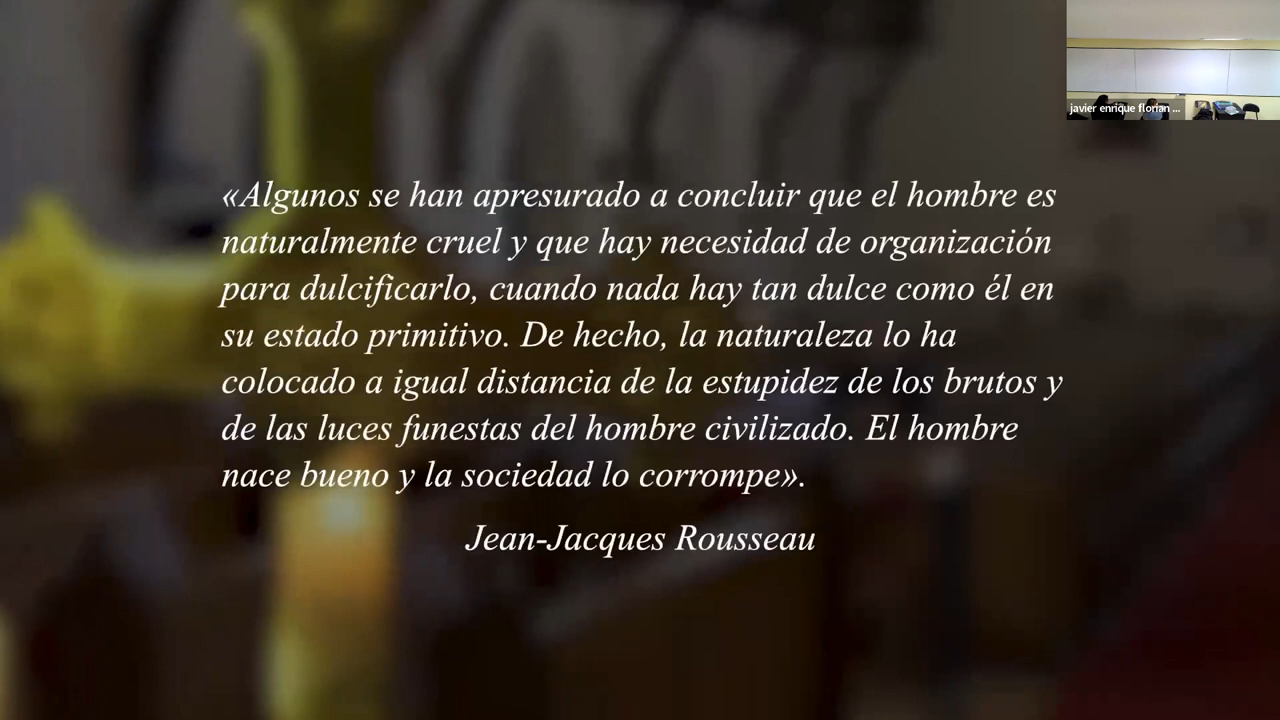 javier enrique florian ...
«Algunos se han apresurado a concluir que el hombre es
naturalmente cruel y que hay necesidad de organización
para dulcificarlo, cuando nada hay tan dulce como él en
su estado primitivo. De hecho, la naturaleza lo ha
colocado a igual distancia de la estupidez de los brutos y
de las luces funestas del hombre civilizado. El hombre
nace bueno y la sociedad lo corrompe».
Jean-Jacques Rousseau